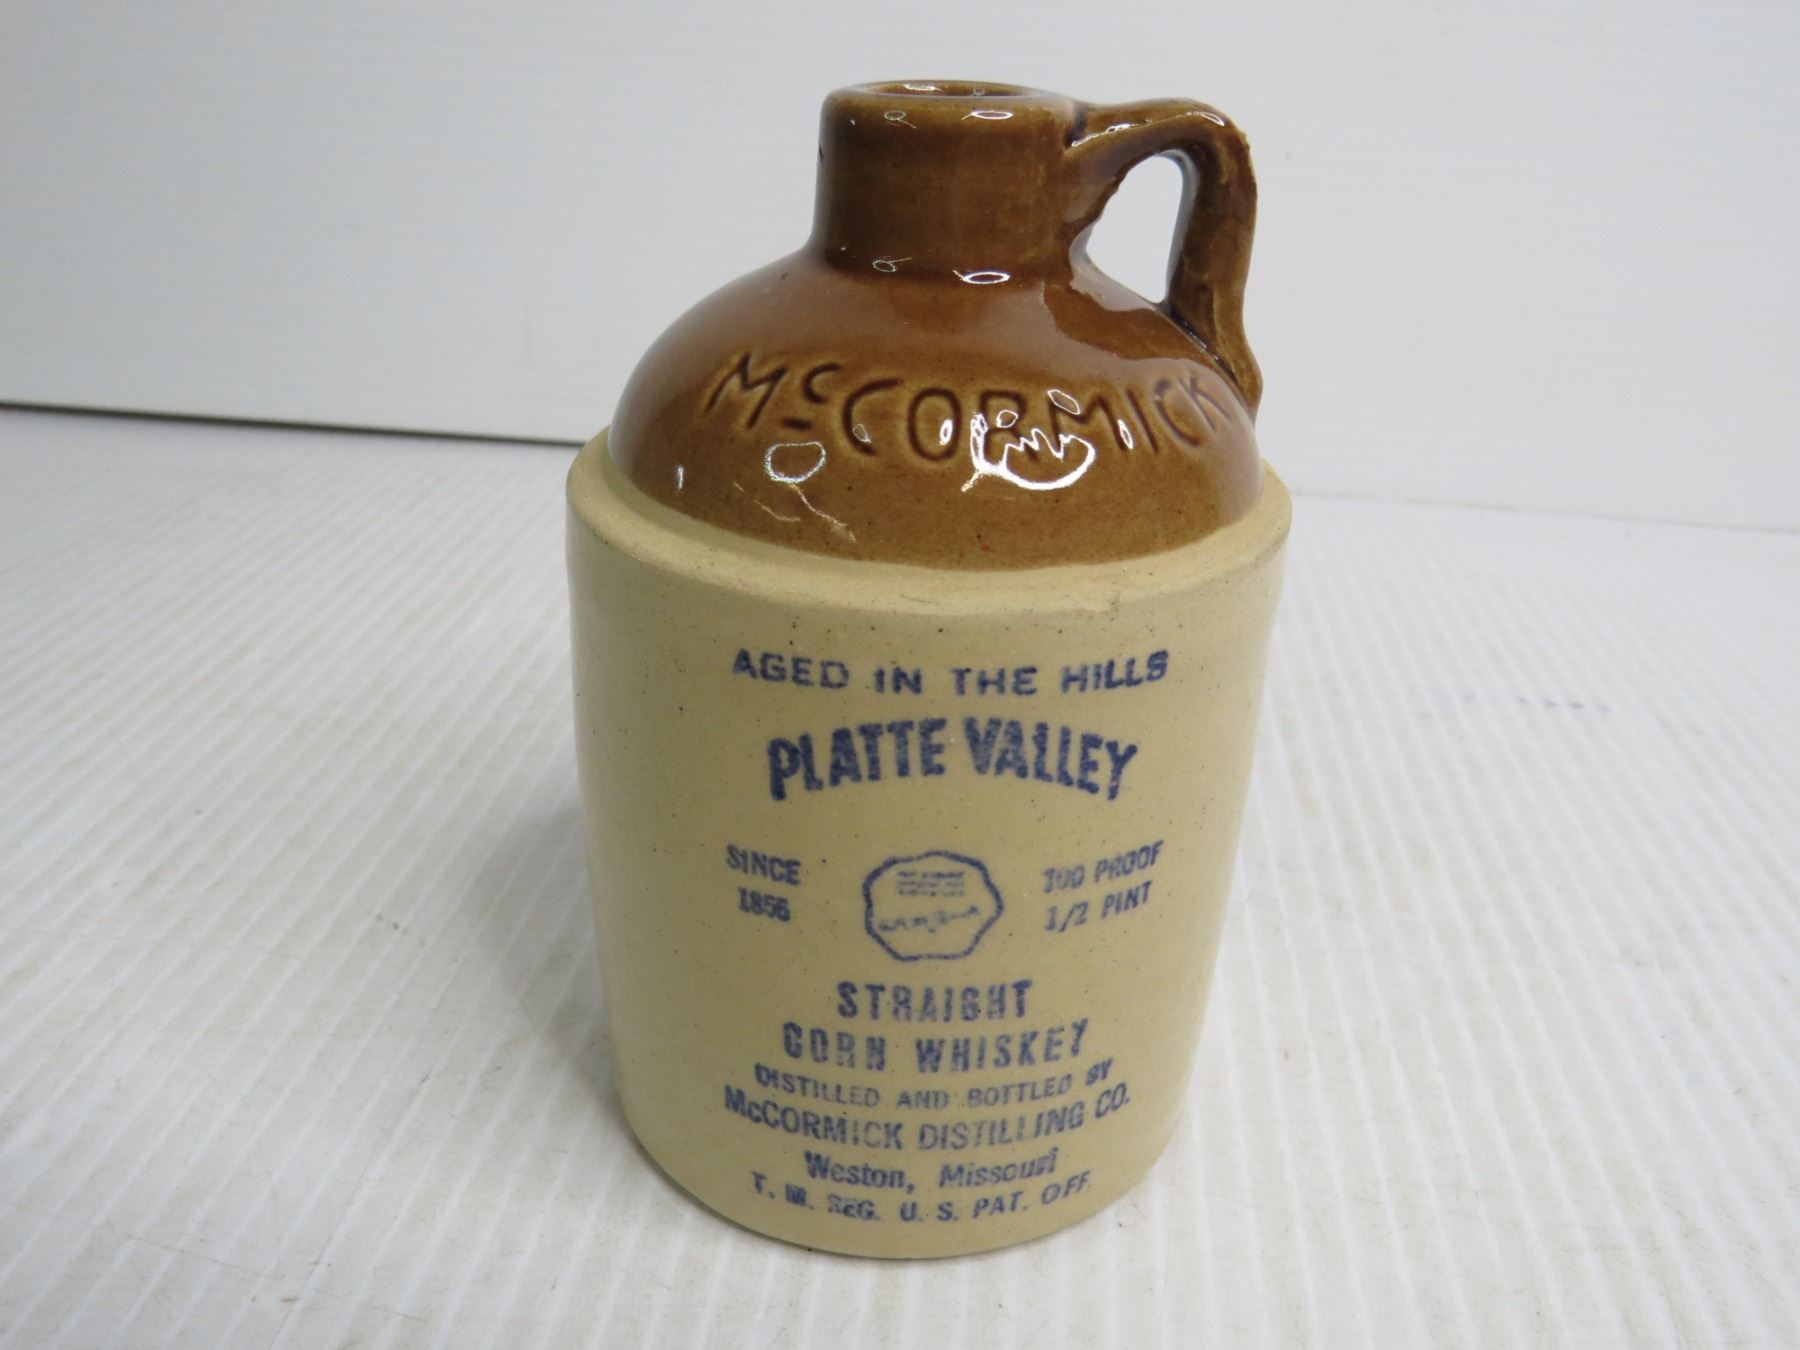 McCORMICK
AGED IN THE HILLS
PLATTE VALLEY
SINCE
1856
100 PROOF
1/2 PINT
STRAIGHT
CORN WHISKEY
DISTILLED AND BOTTLED BY
McCORMICK DISTILLING CO.
Weston, Missouri
T. M. REG. U. S. PAT. OFF.